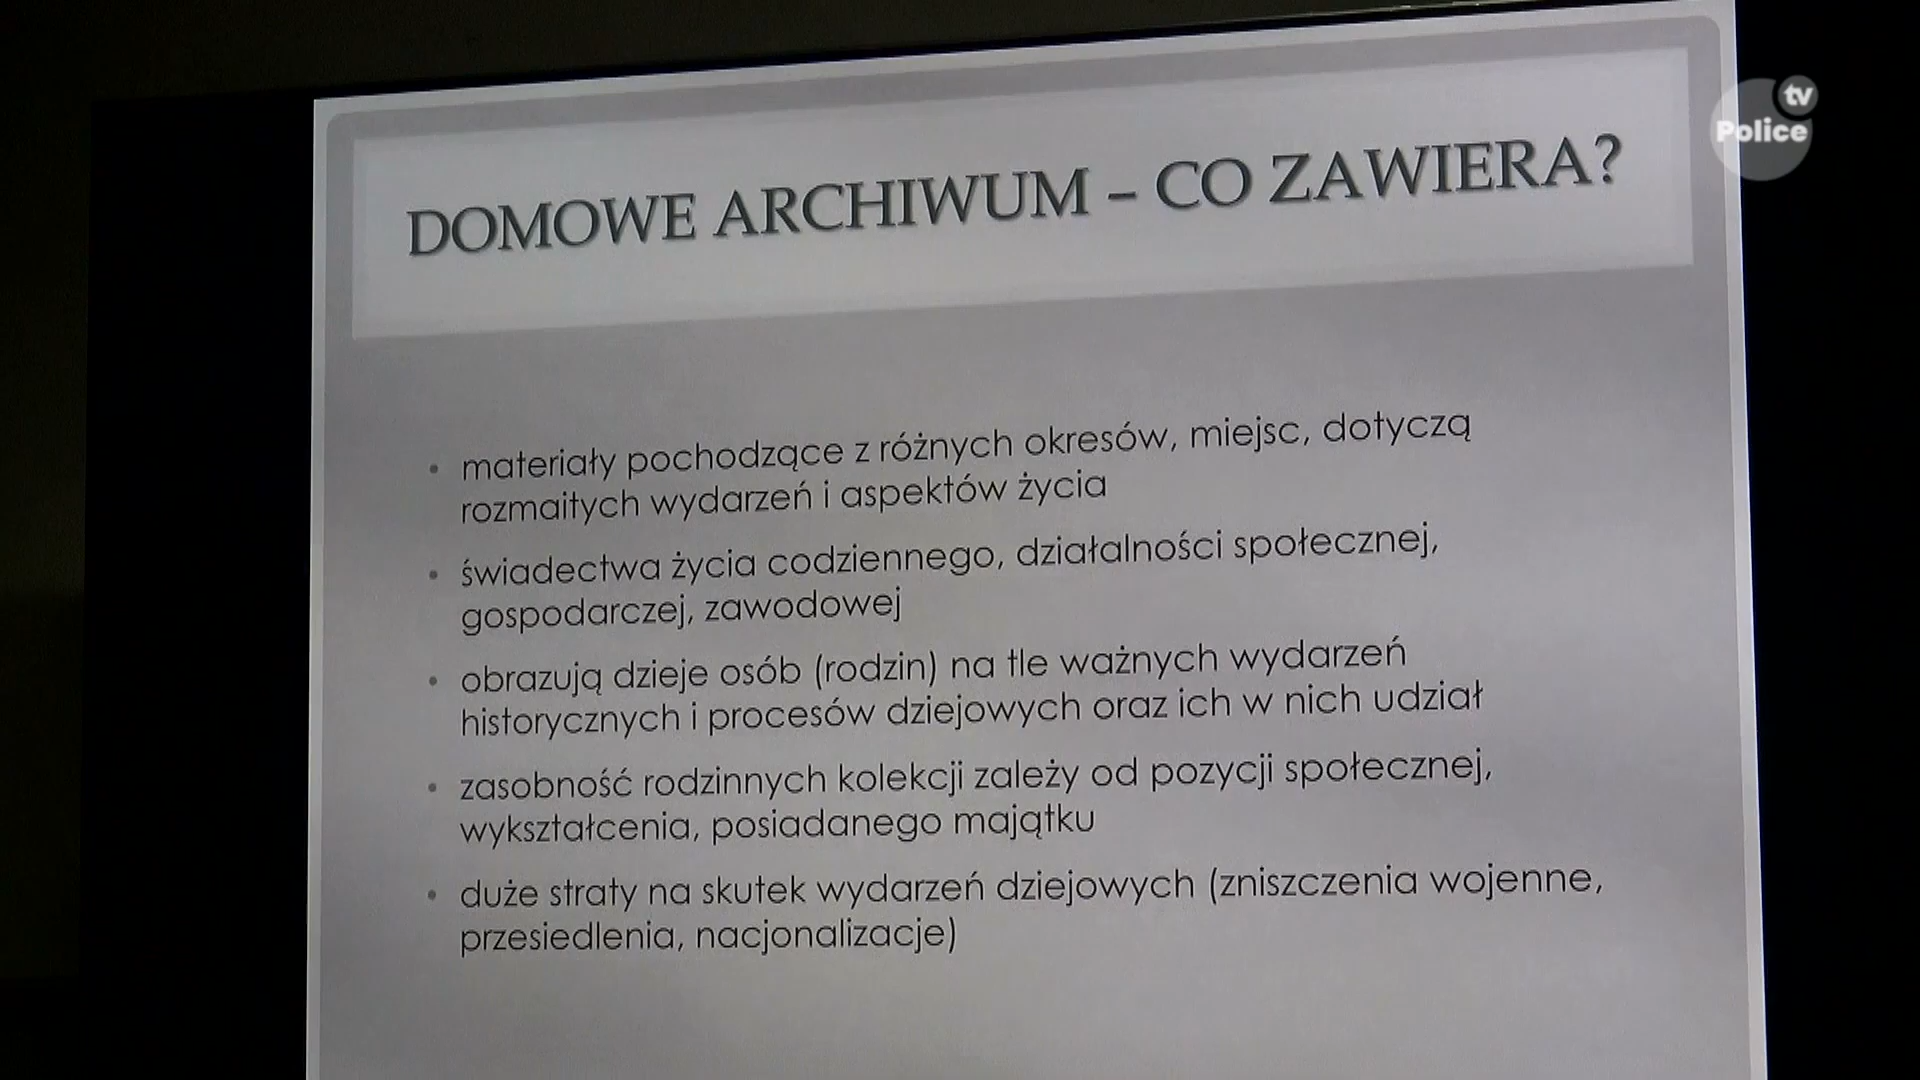 tv
Police
DOMOWE ARCHIWUM – CO ZAWIERA?
• materiały pochodzące z różnych okresów, miejsc, dotyczą
rozmaitych wydarzeń i aspektów życia
• świadectwa życia codziennego, działalności społecznej,
gospodarczej, zawodowej
• obrazują dzieje osób (rodzin) na tle ważnych wydarzeń
historycznych i procesów dziejowych oraz ich w nich udział
• zasobność rodzinnych kolekcji zależy od pozycji społecznej,
wykształcenia, posiadanego majątku
• duże straty na skutek wydarzeń dziejowych (zniszczenia wojenne,
przesiedlenia, nacjonalizacje)